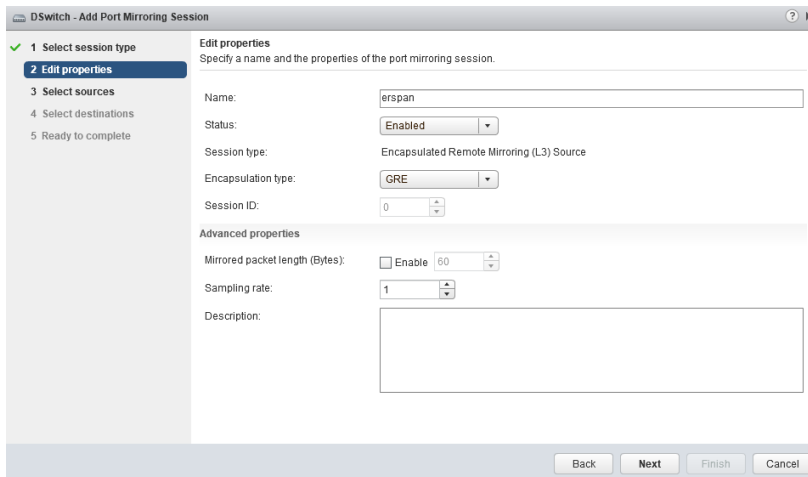 DSwitch - Add Port Mirroring Session
?
1 Select session type
2 Edit properties
3 Select sources
4 Select destinations
5 Ready to complete
Edit properties
Specify a name and the properties of the port mirroring session.
Name: erspan
Status: Enabled
Session type: Encapsulated Remote Mirroring (L3) Source
Encapsulation type: GRE
Session ID: 0
Advanced properties
Mirrored packet length (Bytes): Enable 60
Sampling rate: 1
Description:
Back Next Finish Cancel